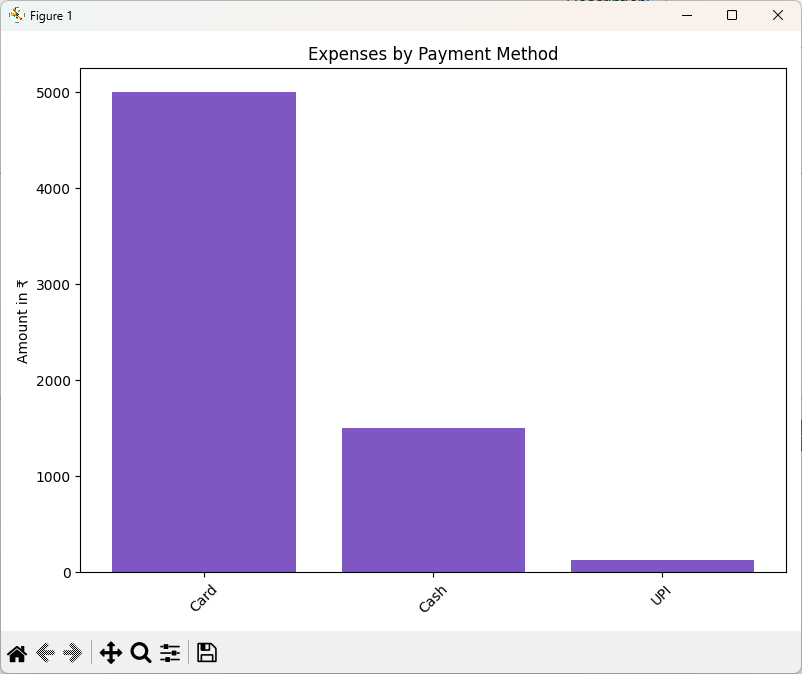 Figure 1
Expenses by Payment Method
5000
4000
3000
2000
1000
0
Amount in ₹
Card
Cash
UPI